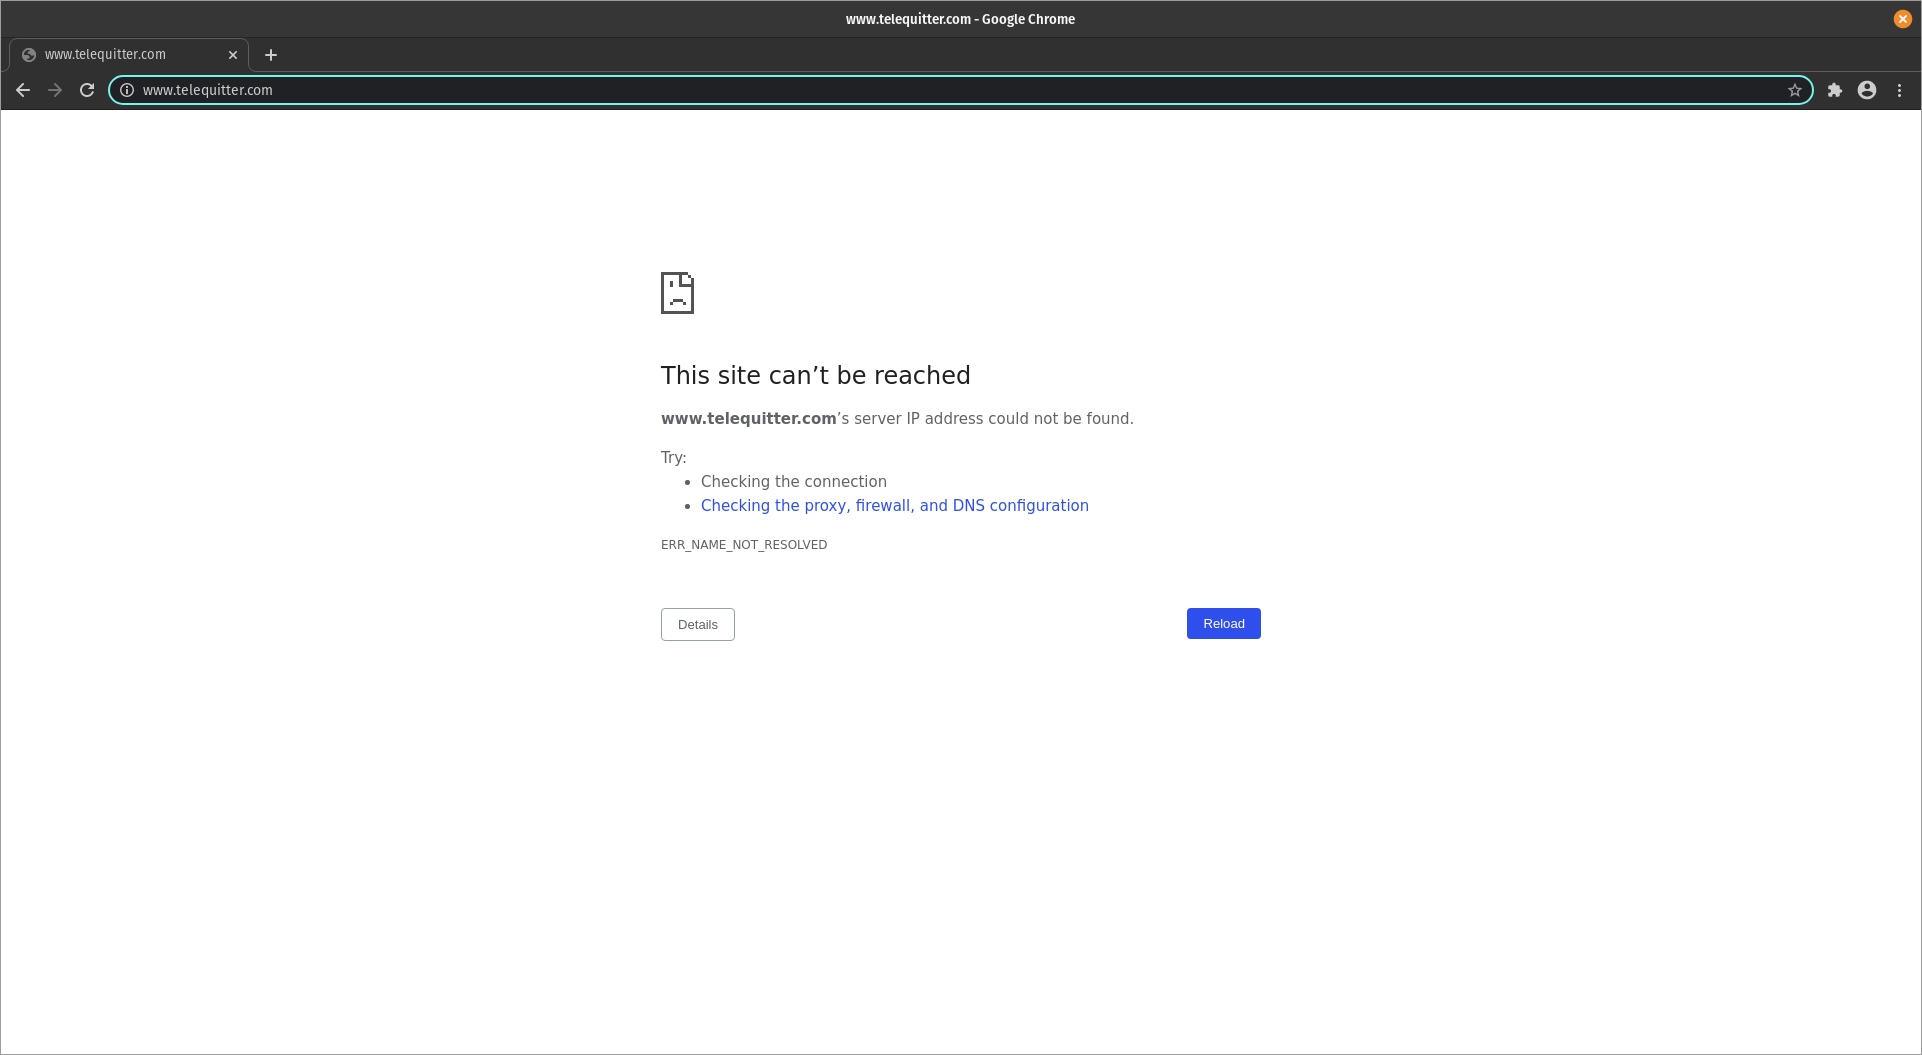 www.telequitter.com - Google Chrome
www.telequitter.com
www.telequitter.com
This site can’t be reached
www.telequitter.com’s server IP address could not be found.
Try:
Checking the connection
Checking the proxy, firewall, and DNS configuration
ERR_NAME_NOT_RESOLVED
Details
Reload